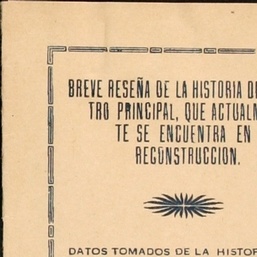 BREVE RESEÑA DE LA HISTORIA D
TRO PRINCIPAL, QUE ACTUALM
TE SE ENCUENTRA EN
RECONSTRUCCION.
DATOS TOMADOS DE LA HISTOR